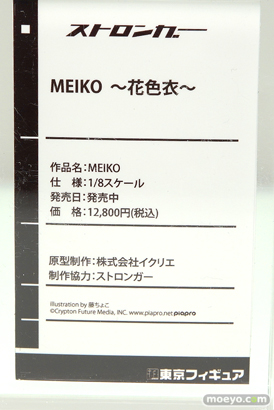 ストロンガー
MEIKO ～花色衣～
作品名:MEIKO
仕　様:1/8スケール
発売日:発売中
価　格:12,800円(税込)
原型制作:株式会社イクリエ
制作協力:ストロンガー
illustration by 藤ちょこ
©Crypton Future Media, INC. www.piapro.net piapro
東京フィギュア
moeyo.com